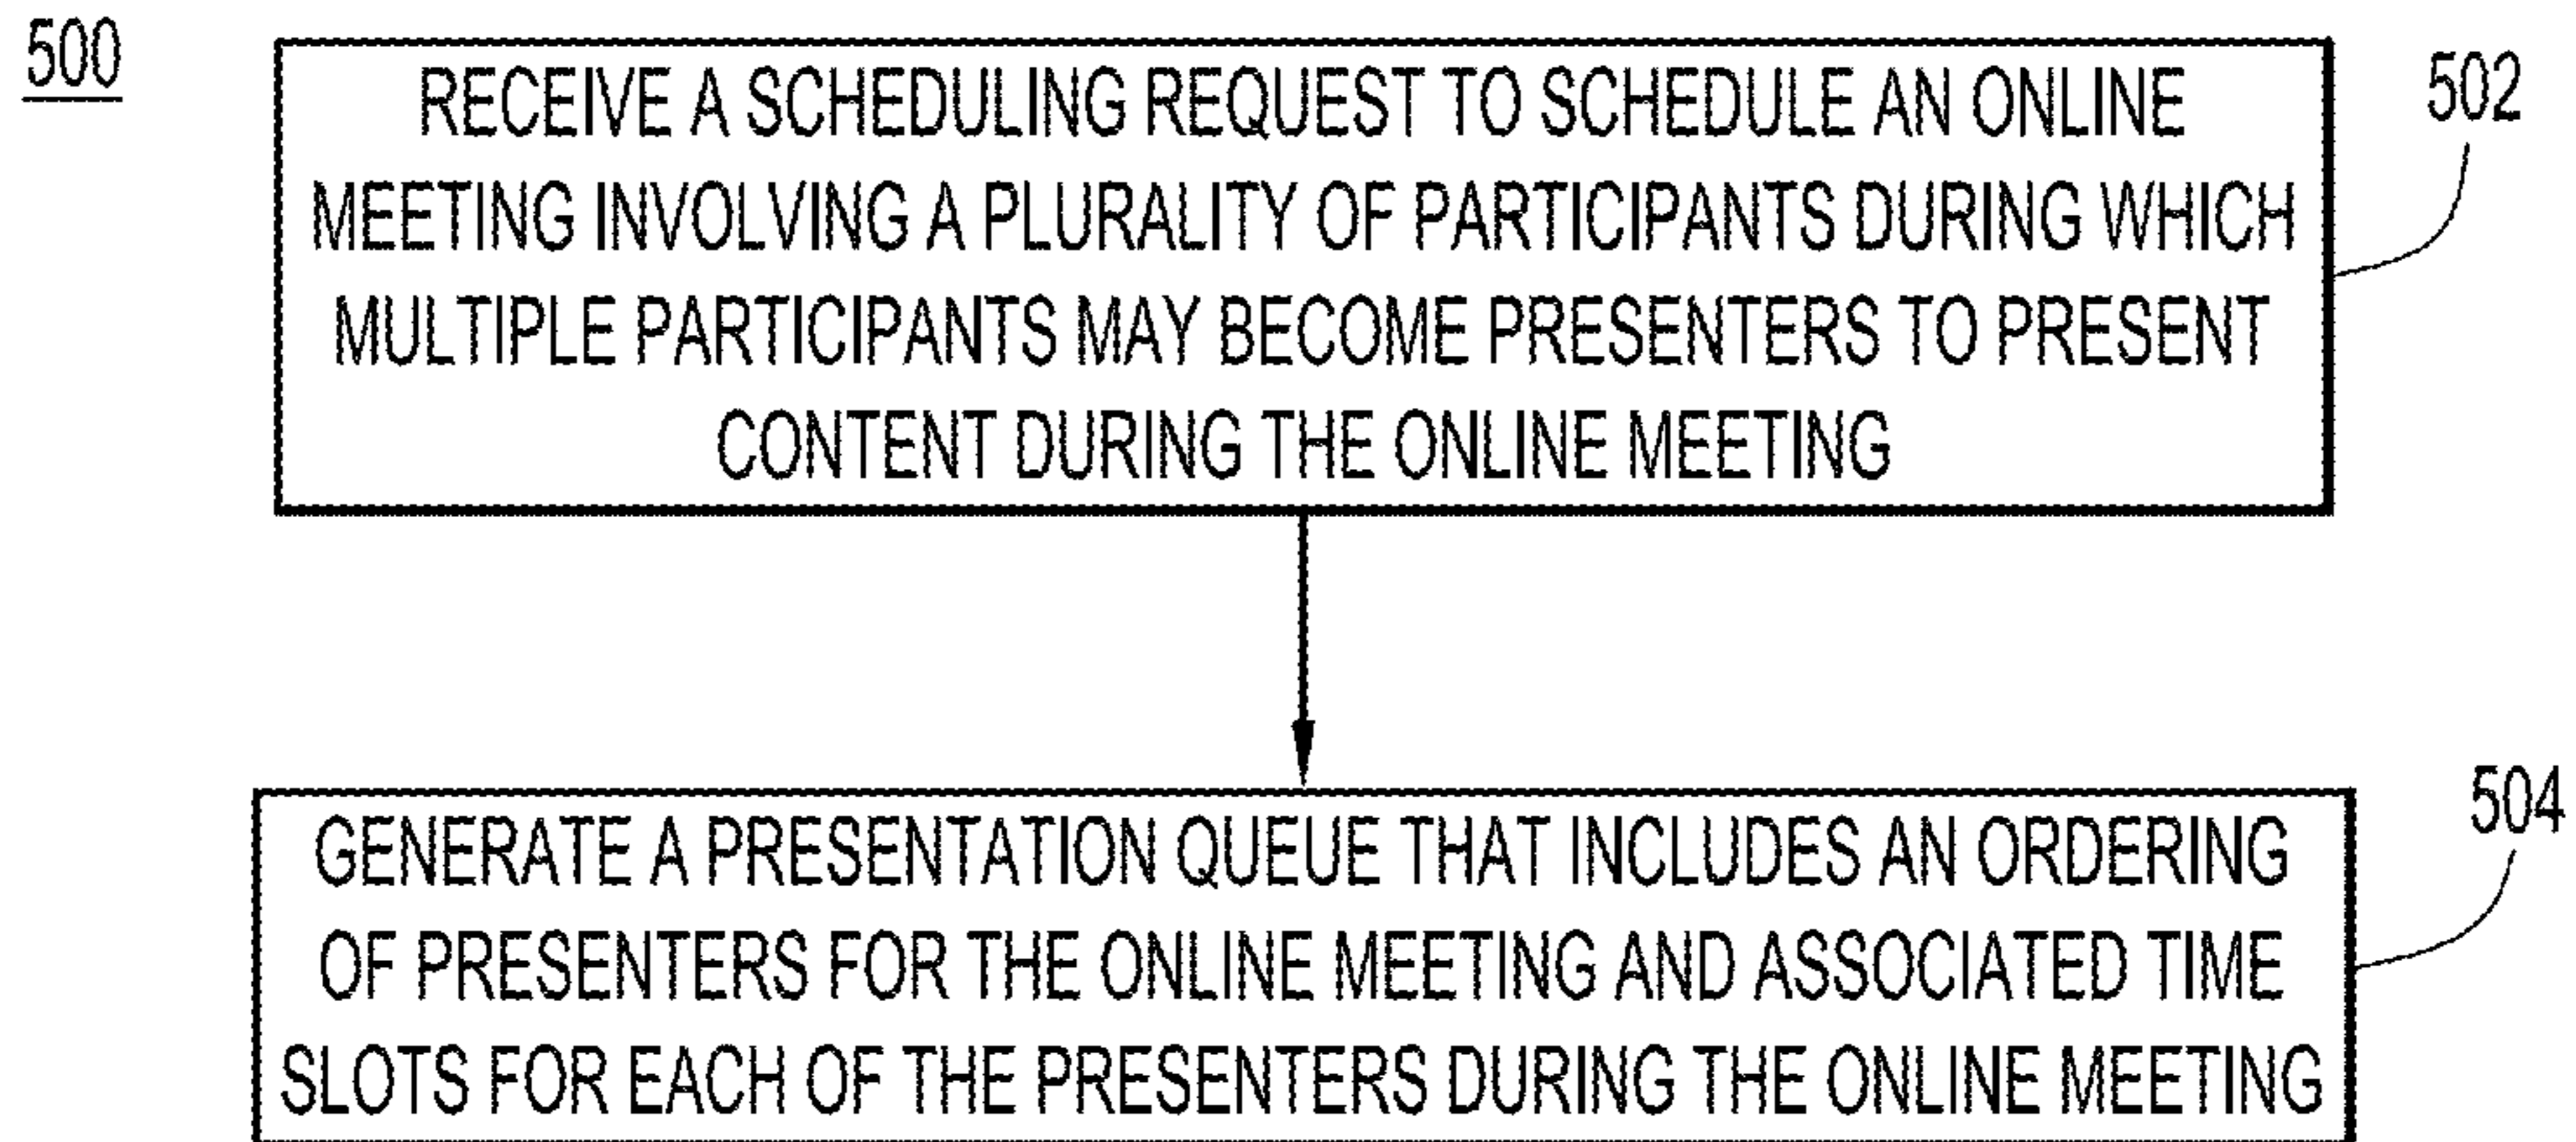 500
RECEIVE A SCHEDULING REQUEST TO SCHEDULE AN ONLINE
MEETING INVOLVING A PLURALITY OF PARTICIPANTS DURING WHICH
MULTIPLE PARTICIPANTS MAY BECOME PRESENTERS TO PRESENT
CONTENT DURING THE ONLINE MEETING
502
GENERATE A PRESENTATION QUEUE THAT INCLUDES AN ORDERING
OF PRESENTERS FOR THE ONLINE MEETING AND ASSOCIATED TIME
SLOTS FOR EACH OF THE PRESENTERS DURING THE ONLINE MEETING
504